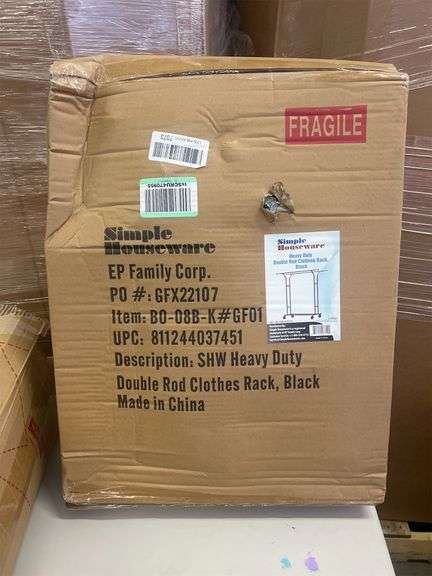 FRAGILE
Simple
Houseware
EP Family Corp.
PO #: GFX22107
Item: BO-08B-K#GF01
UPC: 811244037451
Description: SHW Heavy Duty
Double Rod Clothes Rack, Black
Made in China
Simple
Houseware
Heavy Duty
Double Rod Clothes Rack,
Black